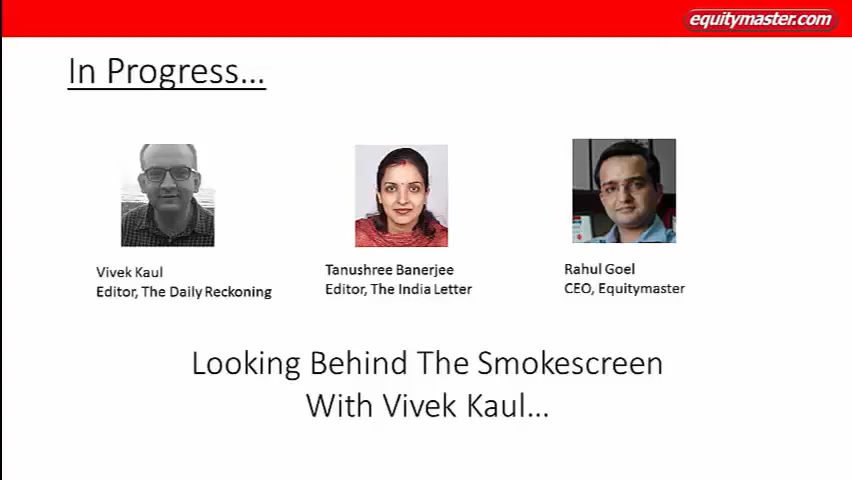 equitymaster.com
In Progress...
Vivek Kaul
Editor, The Daily Reckoning
Tanushree Banerjee
Editor, The India Letter
Rahul Goel
CEO, Equitymaster
Looking Behind The Smokescreen
With Vivek Kaul...